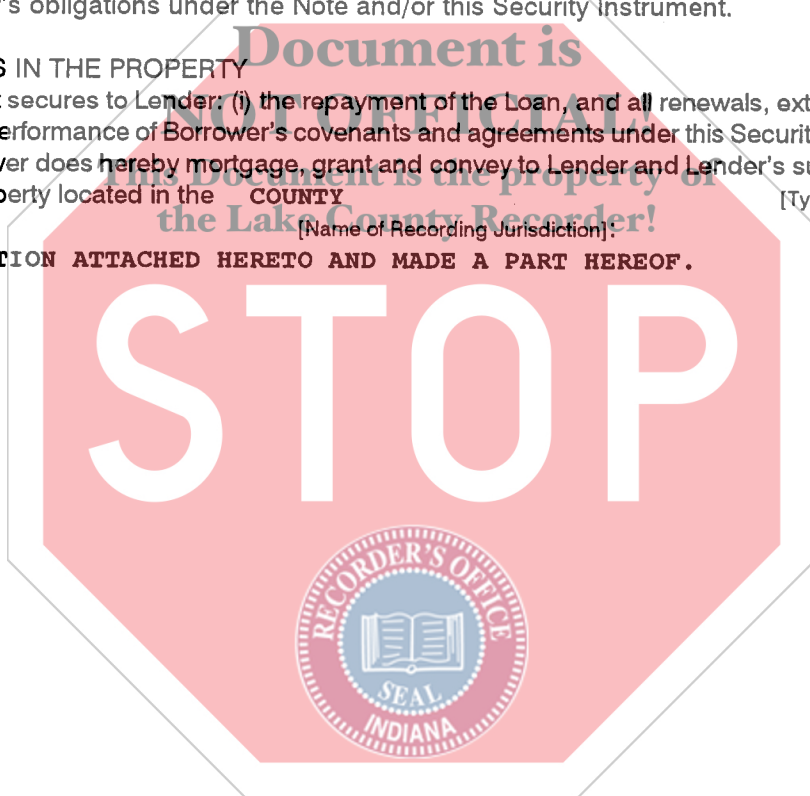 's obligations under the Note and/or this Security Instrument.
Document is
S IN THE PROPERTY
t secures to Lender: (i) the repayment of the Loan, and all renewals, ext
NOT OFFICIAL!
erformance of Borrower's covenants and agreements under this Securit
ver does hereby mortgage, grant and convey to Lender and Lender's su
This Document is the property of
perty located in the COUNTY [Ty
the Lake County Recorder!
[Name of Recording Jurisdiction]:
TION ATTACHED HERETO AND MADE A PART HEREOF.
STOP
RECORDER'S OFFICE
SEAL
INDIANA